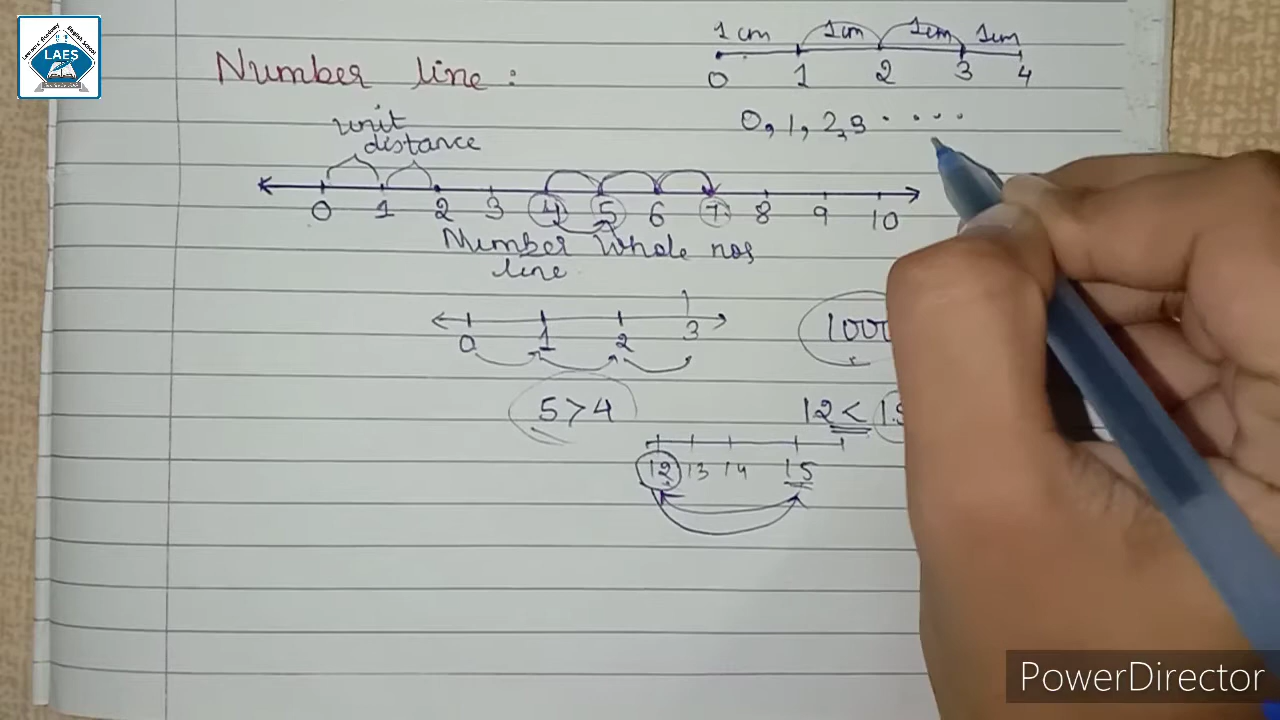 LAES
Number line :
1cm 1cm 1cm 1cm
0 1 2 3 4
0, 1, 2, 3 . . . .
unit
distance
0 1 2 3 4 5 6 7 8 9 10
Number Whole nos
line
0 1 2 3
1000
5 > 4
12 <
12 13 14 15
PowerDirector